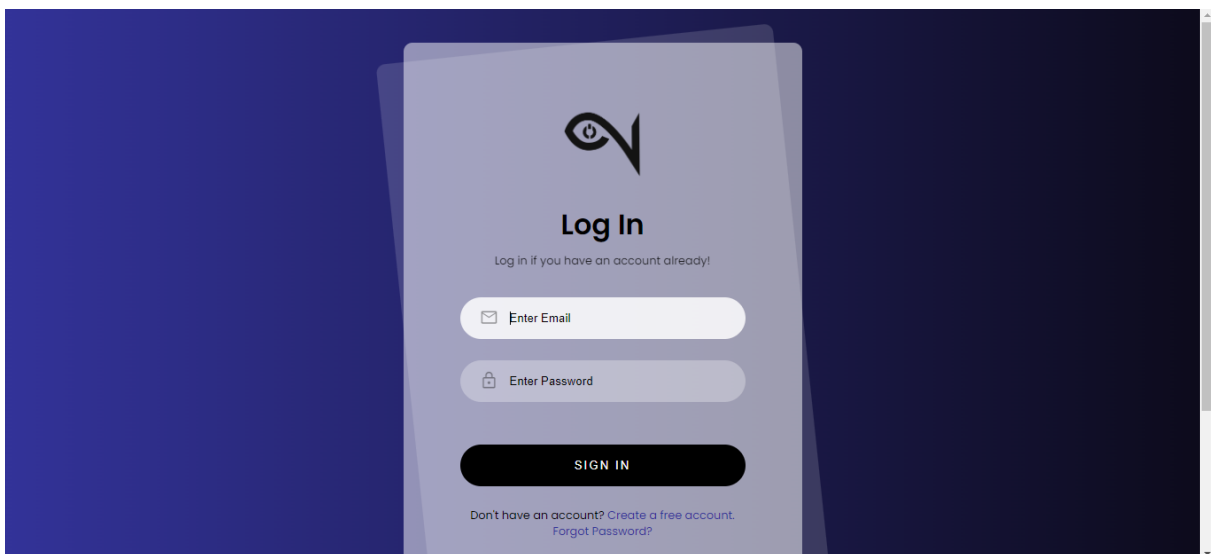 Log In
Log in if you have an account already!
Enter Email
Enter Password
SIGN IN
Don't have an account? Create a free account.
Forgot Password?